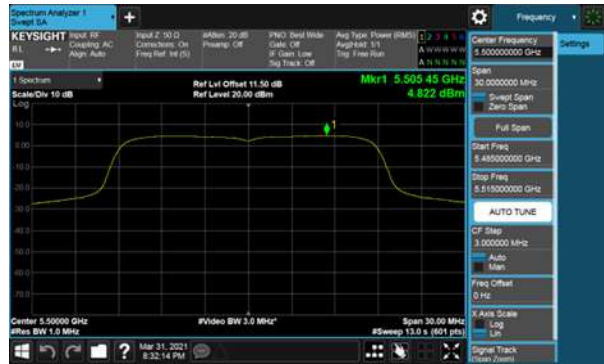 Spectrum Analyzer 1
Swept SA
Frequency
KEYSIGHT
Input: RF
Coupling: AC
Align: Auto
Input Z: 50 Ω
Corrections: On
Freq Ref: Int (S)
#Atten: 20 dB
Preamp: Off
PNO: Best Wide
Gate: Off
IF Gain: Low
Sig Track: Off
Avg Type: Power (RMS)
Avg|Hold: 1/1
Trig: Free Run
1 2 3 4 5 6
A W W W W W
A N N N N N
RL
LV
1 Spectrum
Scale/Div 10 dB
Ref Lvl Offset 11.50 dB
Ref Level 20.00 dBm
Mkr1 5.505 45 GHz
4.822 dBm
Log
10.0
0.00
-10.0
-20.0
-30.0
-40.0
-50.0
-60.0
-70.0
1
Center 5.50000 GHz
#Res BW 1.0 MHz
#Video BW 3.0 MHz*
Span 30.00 MHz
#Sweep 13.0 s (601 pts)
Mar 31, 2021
8:32:14 PM
Center Frequency
5.500000000 GHz
Settings
Span
30.0000000 MHz
Swept Span
Zero Span
Full Span
Start Freq
5.485000000 GHz
Stop Freq
5.515000000 GHz
AUTO TUNE
CF Step
3.000000 MHz
Auto
Man
Freq Offset
0 Hz
X Axis Scale
Log
Lin
Signal Track
(Span Zoom)